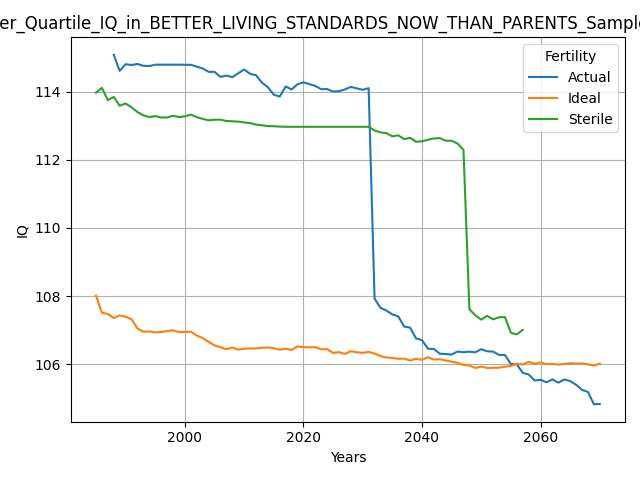 er_Quartile_IQ_in_BETTER_LIVING_STANDARDS_NOW_THAN_PARENTS_Sample
Fertility
Actual
Ideal
Sterile
114
112
110
108
106
IQ
2000
2020
2040
2060
Years